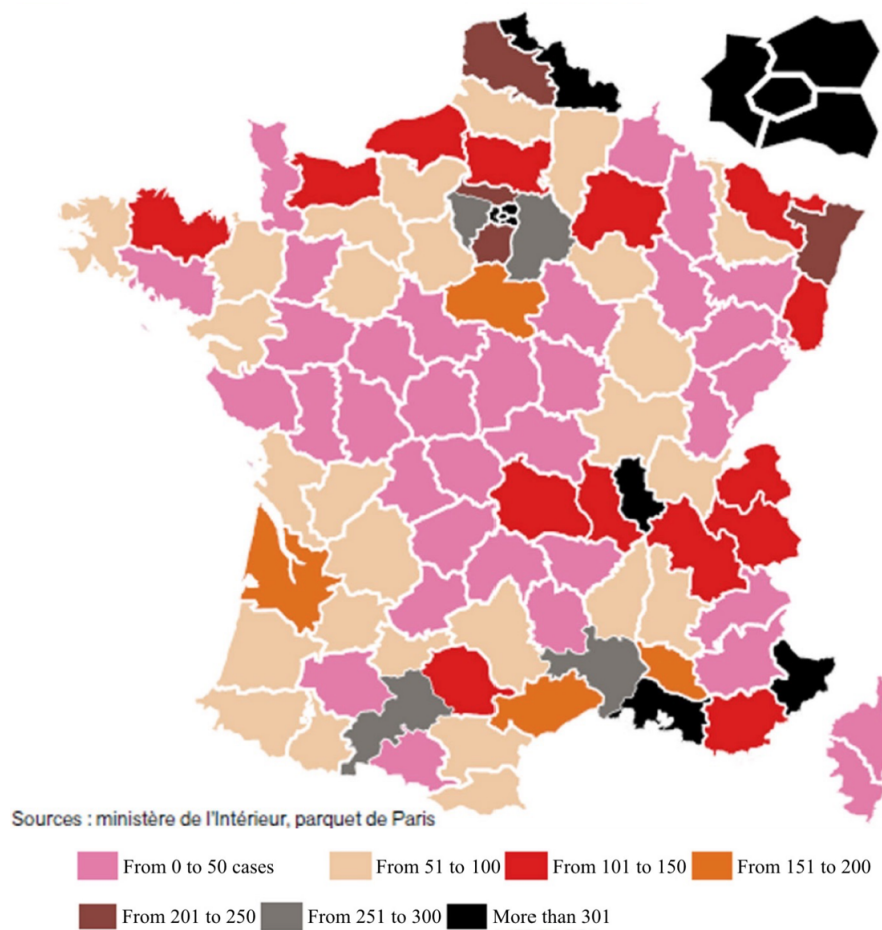 Sources : ministère de l'Intérieur, parquet de Paris
From 0 to 50 cases From 51 to 100 From 101 to 150 From 151 to 200
From 201 to 250 From 251 to 300 More than 301